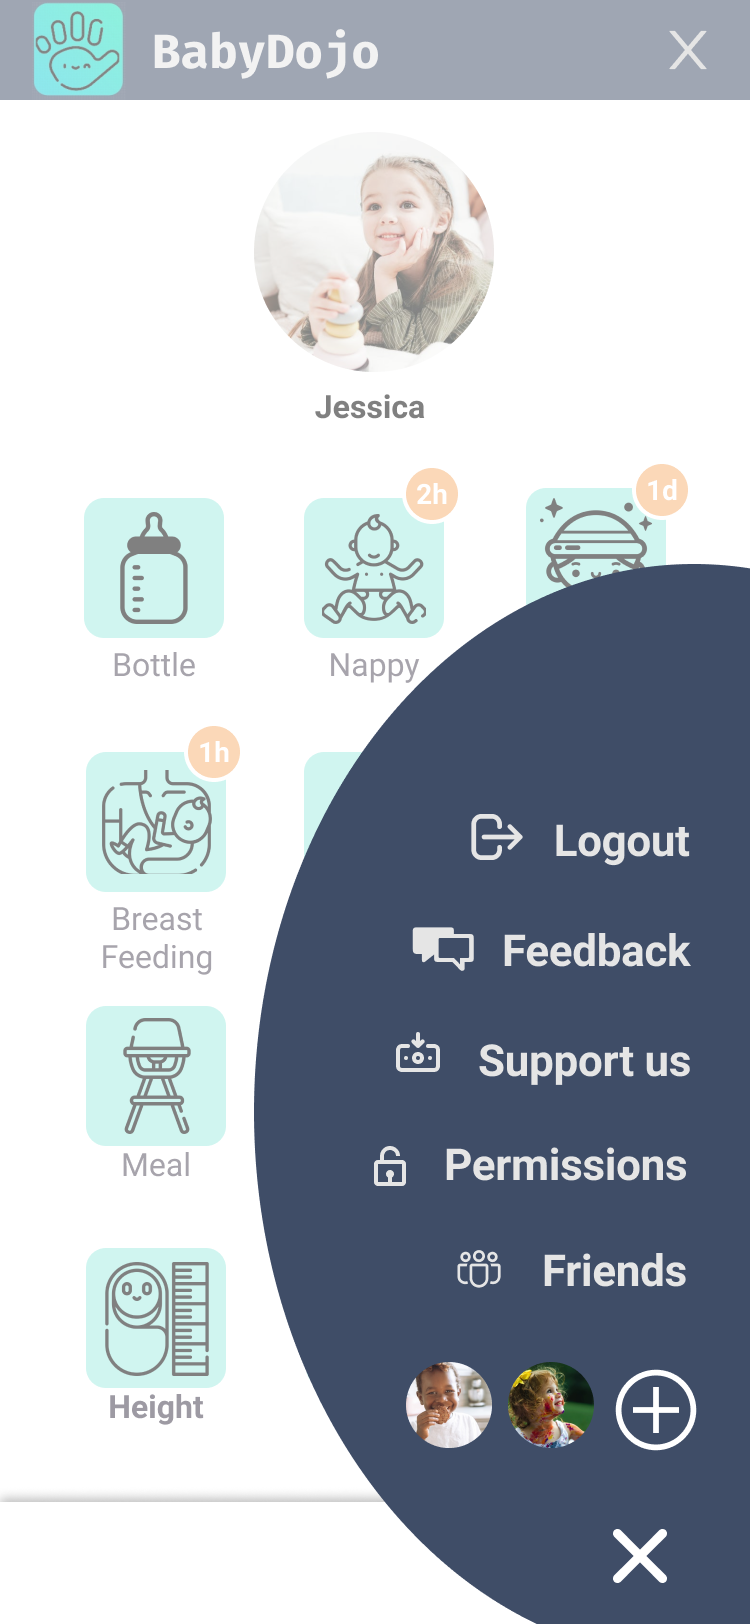 BabyDojo
X
Jessica
2h
1d
Bottle
Nappy
1h
Breast
Feeding
Meal
Height
Logout
Feedback
Support us
Permissions
Friends